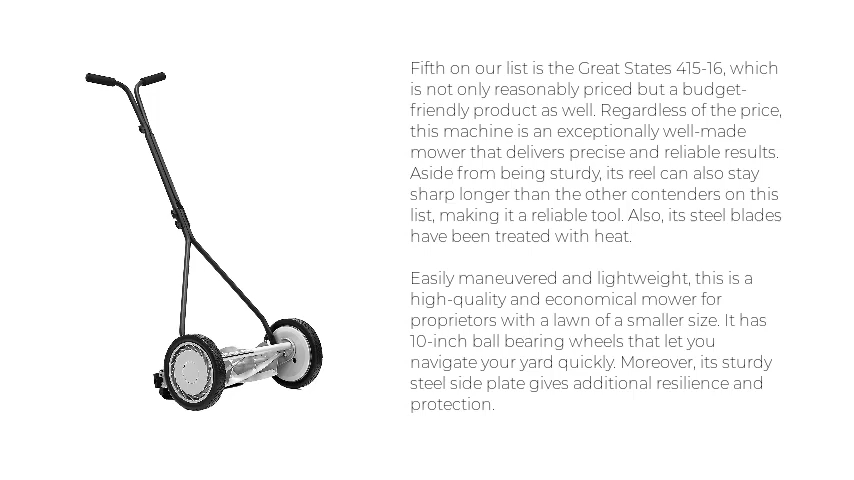 Fifth on our list is the Great States 415-16, which
is not only reasonably priced but a budget-
friendly product as well. Regardless of the price,
this machine is an exceptionally well-made
mower that delivers precise and reliable results.
Aside from being sturdy, its reel can also stay
sharp longer than the other contenders on this
list, making it a reliable tool. Also, its steel blades
have been treated with heat.
Easily maneuvered and lightweight, this is a
high-quality and economical mower for
proprietors with a lawn of a smaller size. It has
10-inch ball bearing wheels that let you
navigate your yard quickly. Moreover, its sturdy
steel side plate gives additional resilience and
protection.